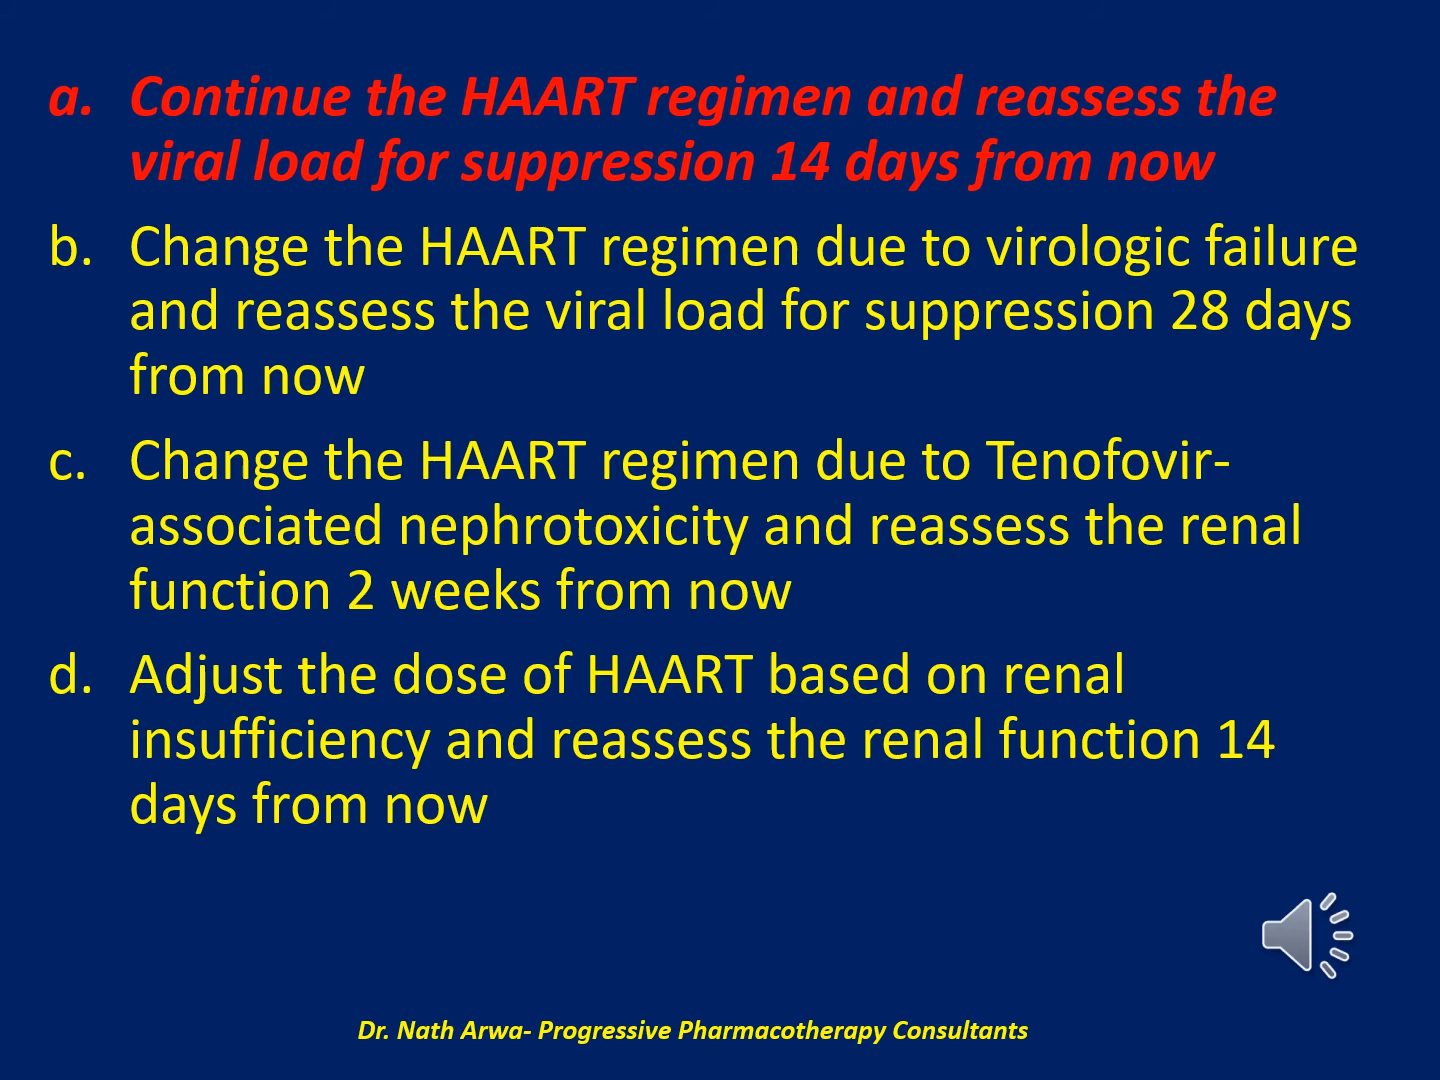 a. Continue the HAART regimen and reassess the
viral load for suppression 14 days from now
b. Change the HAART regimen due to virologic failure
and reassess the viral load for suppression 28 days
from now
c. Change the HAART regimen due to Tenofovir-
associated nephrotoxicity and reassess the renal
function 2 weeks from now
d. Adjust the dose of HAART based on renal
insufficiency and reassess the renal function 14
days from now
Dr. Nath Arwa- Progressive Pharmacotherapy Consultants